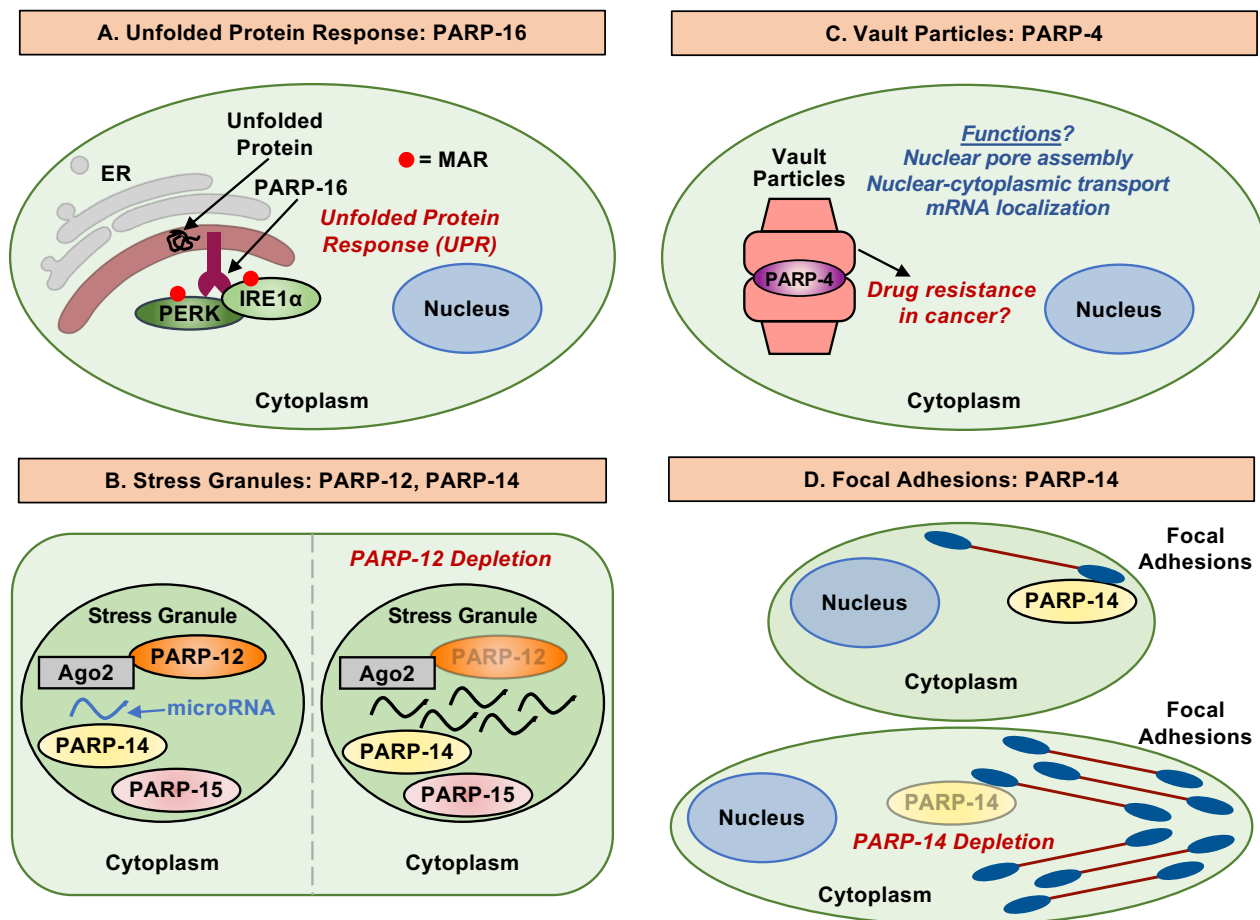 A. Unfolded Protein Response: PARP-16
Unfolded
Protein
ER
= MAR
PARP-16
Unfolded Protein
Response (UPR)
IRE1α
PERK
Nucleus
Cytoplasm
C. Vault Particles: PARP-4
Functions?
Nuclear pore assembly
Nuclear-cytoplasmic transport
mRNA localization
Vault
Particles
PARP-4
Drug resistance
in cancer?
Nucleus
Cytoplasm
B. Stress Granules: PARP-12, PARP-14
Stress Granule
PARP-12
Ago2
microRNA
PARP-14
PARP-15
Cytoplasm
PARP-12 Depletion
Stress Granule
PARP-12
Ago2
PARP-14
PARP-15
Cytoplasm
D. Focal Adhesions: PARP-14
Focal
Adhesions
Nucleus
PARP-14
Cytoplasm
Focal
Adhesions
Nucleus
PARP-14
PARP-14 Depletion
Cytoplasm